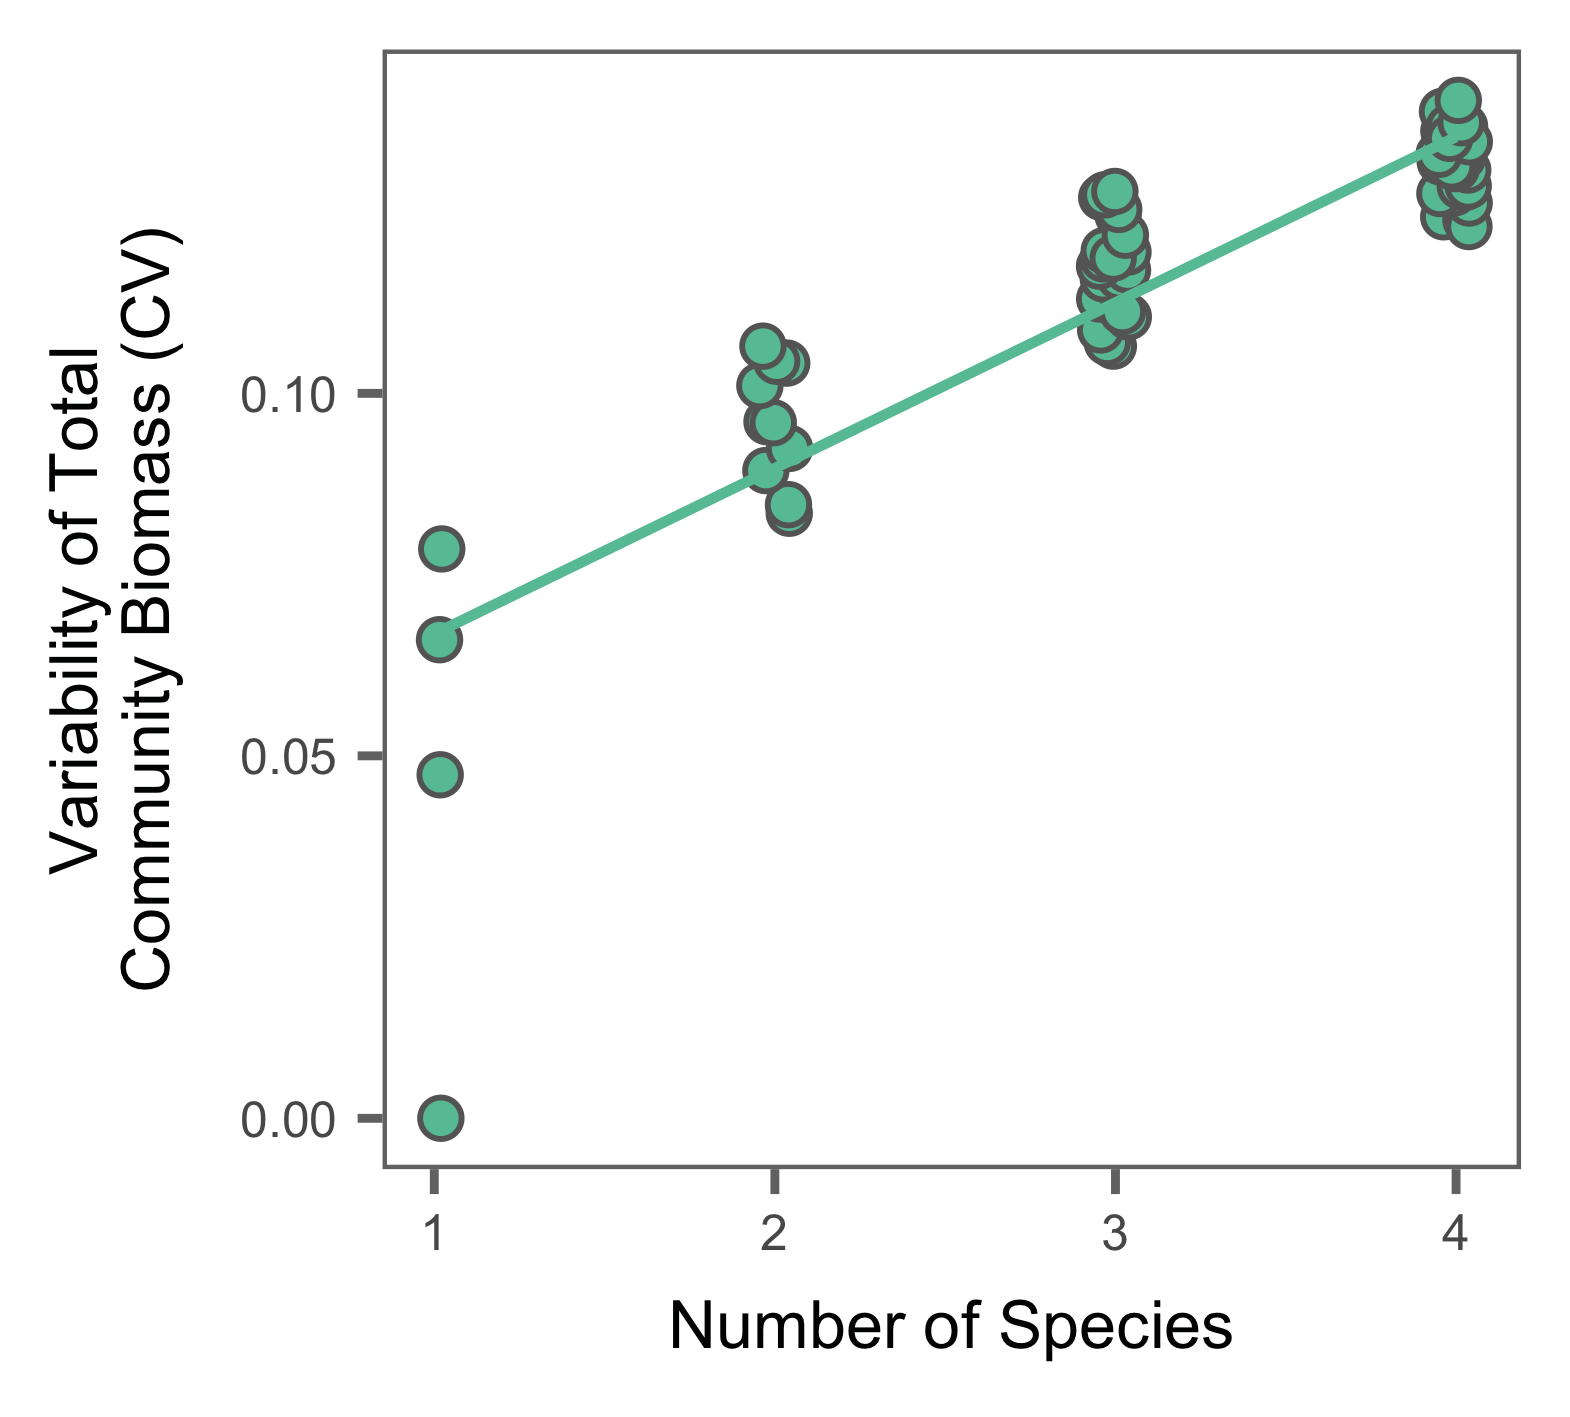 Variability of Total
Community Biomass (CV)
0.10
0.05
0.00
1
2
3
4
Number of Species